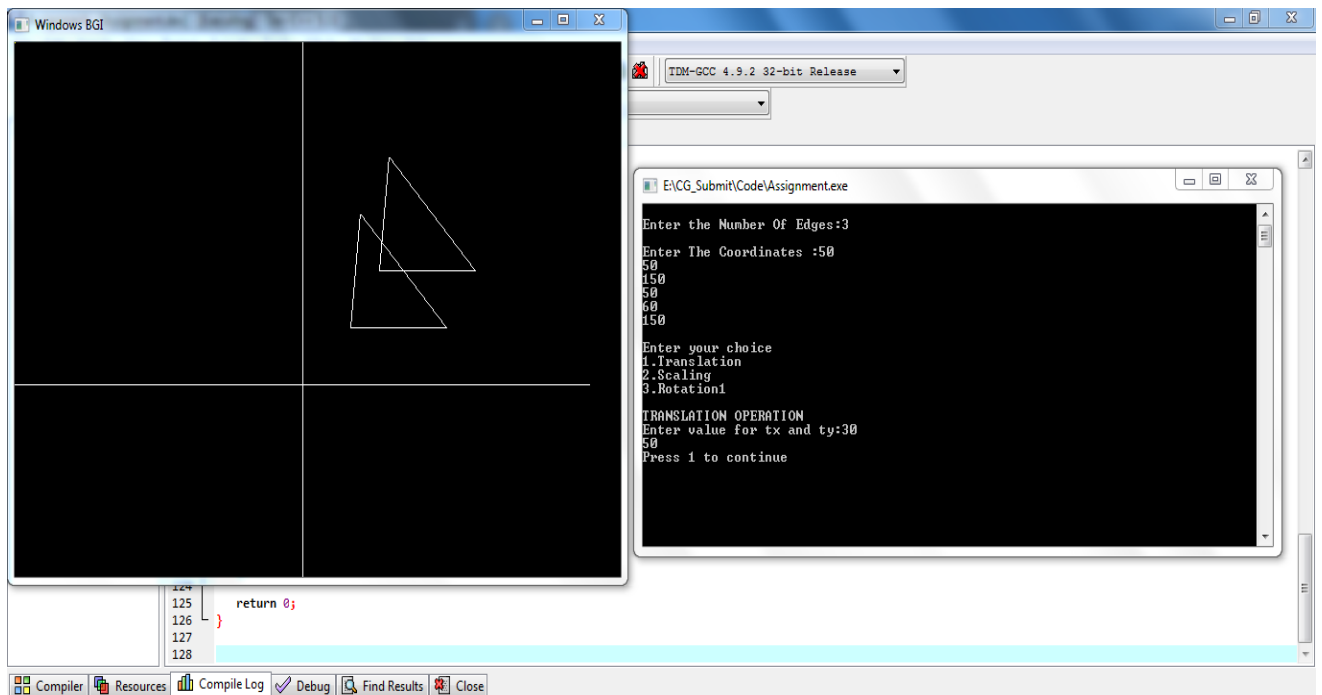 Windows BGI
TDM-GCC 4.9.2 32-bit Release
E:\CG_Submit\Code\Assignment.exe
Enter the Number Of Edges:3
Enter The Coordinates :50
50
150
50
60
150
Enter your choice
1.Translation
2.Scaling
3.Rotation1
TRANSLATION OPERATION
Enter value for tx and ty:30
50
Press 1 to continue
124
125 return 0;
126 }
127
128
Compiler Resources Compile Log Debug Find Results Close